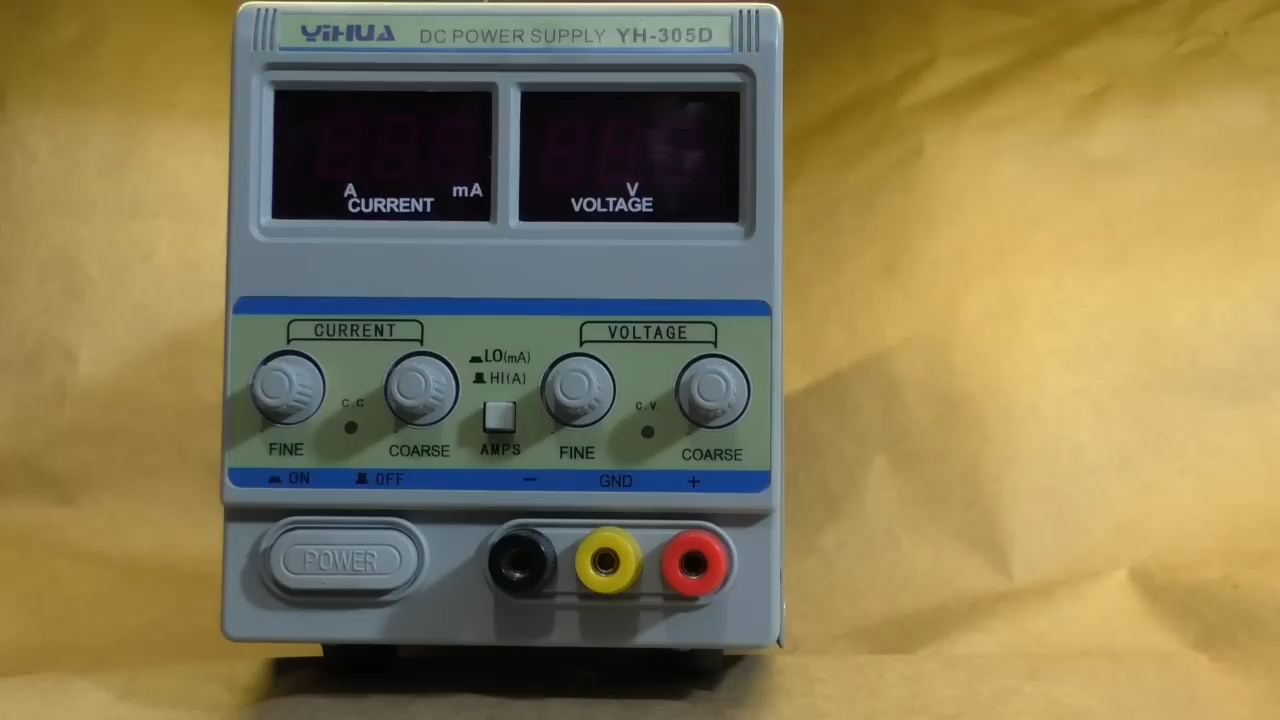 YIHUA DC POWER SUPPLY YH-305D
A mA
CURRENT
V
VOLTAGE
CURRENT
VOLTAGE
LO(mA)
HI(A)
C.C
C.V.
FINE
COARSE
AMPS
FINE
COARSE
ON
OFF
−
GND
+
POWER